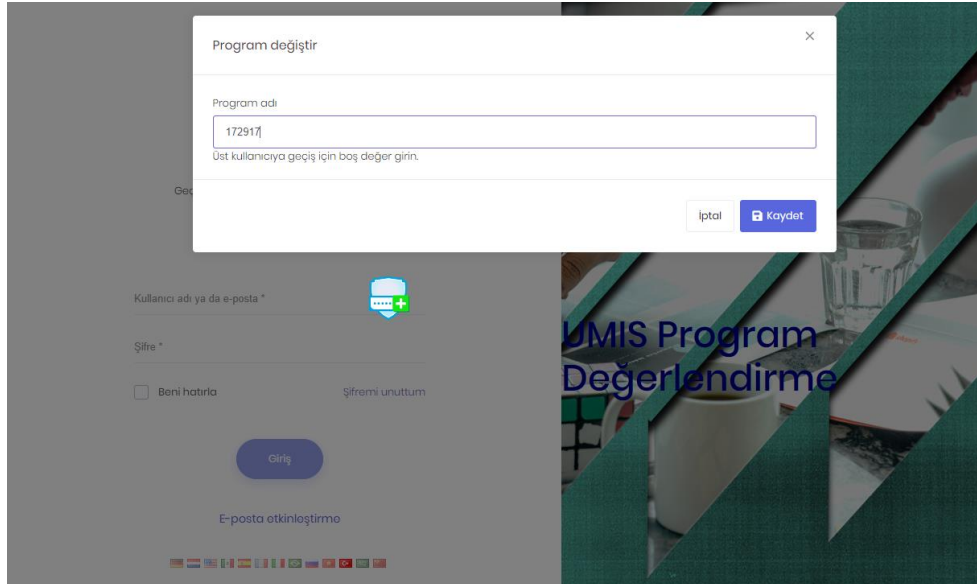 Program değiştir
×
Program adı
172917
Üst kullanıcıya geçiş için boş değer girin.
İptal
Kaydet
Geç
Kullanıcı adı ya da e-posta *
Şifre *
Beni hatırla
Şifremi unuttum
Giriş
E-posta etkinleştirme
UMIS Program
Değerlendirme